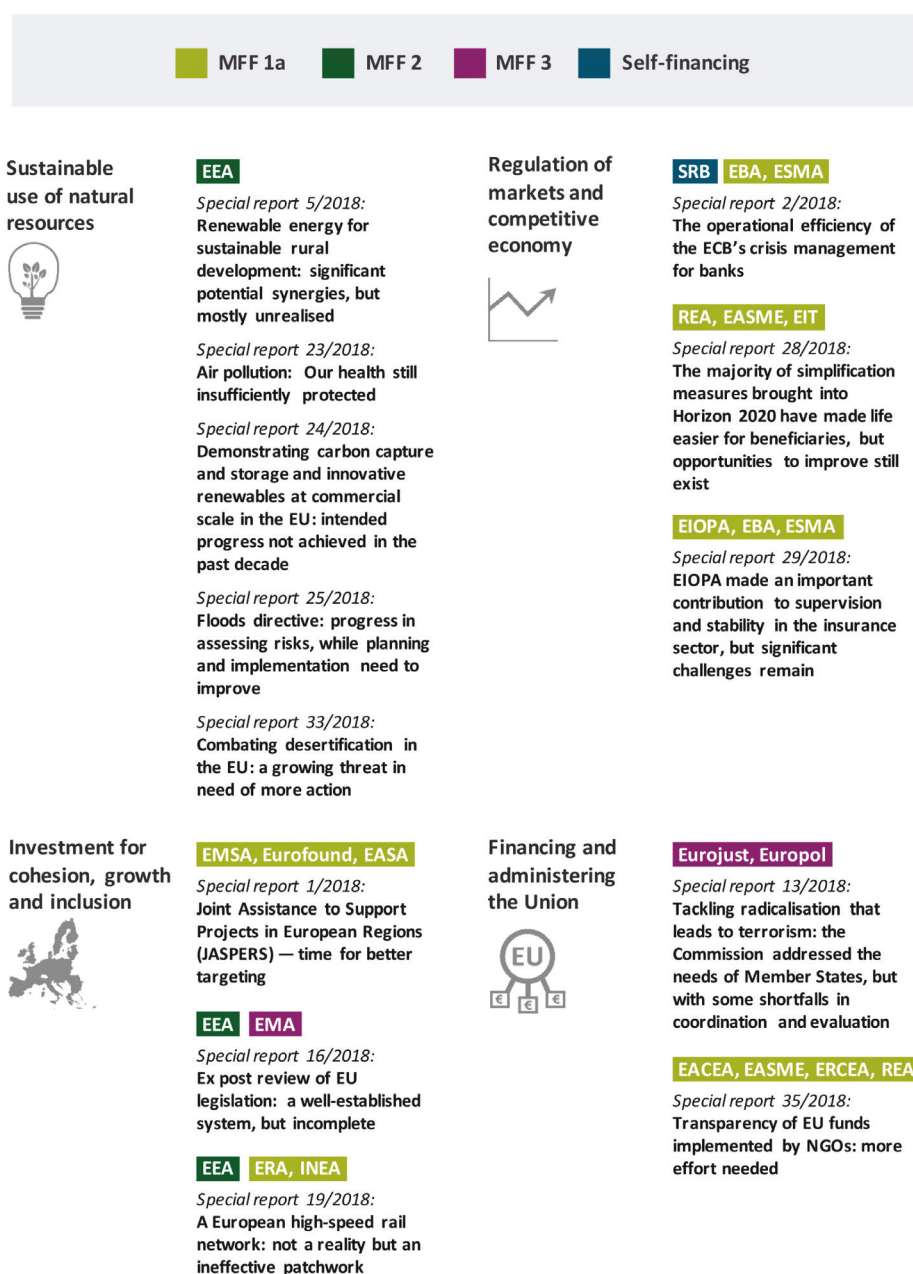 MFF 1a MFF 2 MFF 3 Self-financing
Sustainable
use of natural
resources
EEA
Special report 5/2018:
Renewable energy for
sustainable rural
development: significant
potential synergies, but
mostly unrealised
Special report 23/2018:
Air pollution: Our health still
insufficiently protected
Special report 24/2018:
Demonstrating carbon capture
and storage and innovative
renewables at commercial
scale in the EU: intended
progress not achieved in the
past decade
Special report 25/2018:
Floods directive: progress in
assessing risks, while planning
and implementation need to
improve
Special report 33/2018:
Combating desertification in
the EU: a growing threat in
need of more action
Regulation of
markets and
competitive
economy
SRB EBA, ESMA
Special report 2/2018:
The operational efficiency of
the ECB's crisis management
for banks
REA, EASME, EIT
Special report 28/2018:
The majority of simplification
measures brought into
Horizon 2020 have made life
easier for beneficiaries, but
opportunities to improve still
exist
EIOPA, EBA, ESMA
Special report 29/2018:
EIOPA made an important
contribution to supervision
and stability in the insurance
sector, but significant
challenges remain
Investment for
cohesion, growth
and inclusion
EMSA, Eurofound, EASA
Special report 1/2018:
Joint Assistance to Support
Projects in European Regions
(JASPERS) — time for better
targeting
EEA EMA
Special report 16/2018:
Ex post review of EU
legislation: a well-established
system, but incomplete
EEA ERA, INEA
Special report 19/2018:
A European high-speed rail
network: not a reality but an
ineffective patchwork
Financing and
administering
the Union
EU
€ € €
Eurojust, Europol
Special report 13/2018:
Tackling radicalisation that
leads to terrorism: the
Commission addressed the
needs of Member States, but
with some shortfalls in
coordination and evaluation
EACEA, EASME, ERCEA, REA
Special report 35/2018:
Transparency of EU funds
implemented by NGOs: more
effort needed